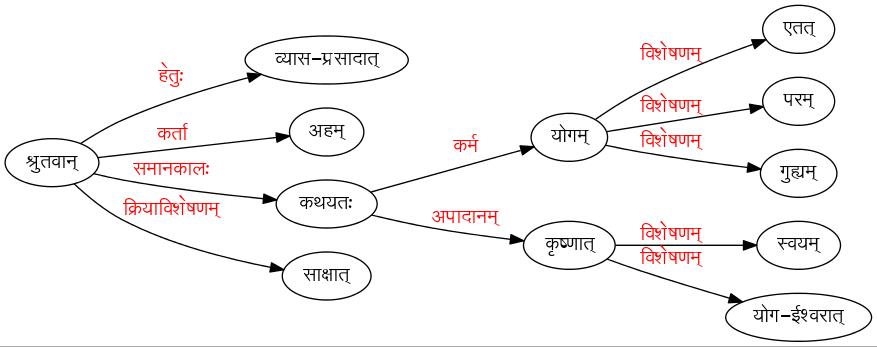 एतत्
विशेषणम्
व्यास-प्रसादात्
हेतुः
परम्
विशेषणम्
अहम्
कर्ता
योगम्
विशेषणम्
कर्म
श्रुतवान्
समानकालः
गुह्यम्
कथयतः
क्रियाविशेषणम्
अपादानम्
विशेषणम्
कृष्णात्
स्वयम्
विशेषणम्
साक्षात्
योग-ईश्वरात्